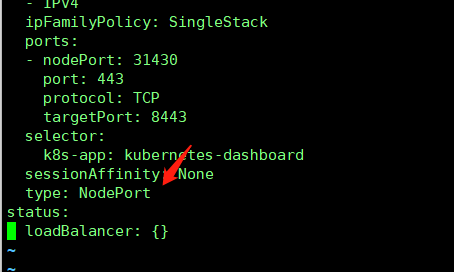 - IPv4
ipFamilyPolicy: SingleStack
ports:
- nodePort: 31430
port: 443
protocol: TCP
targetPort: 8443
selector:
k8s-app: kubernetes-dashboard
sessionAffinity: None
type: NodePort
status:
loadBalancer: {}
~
~